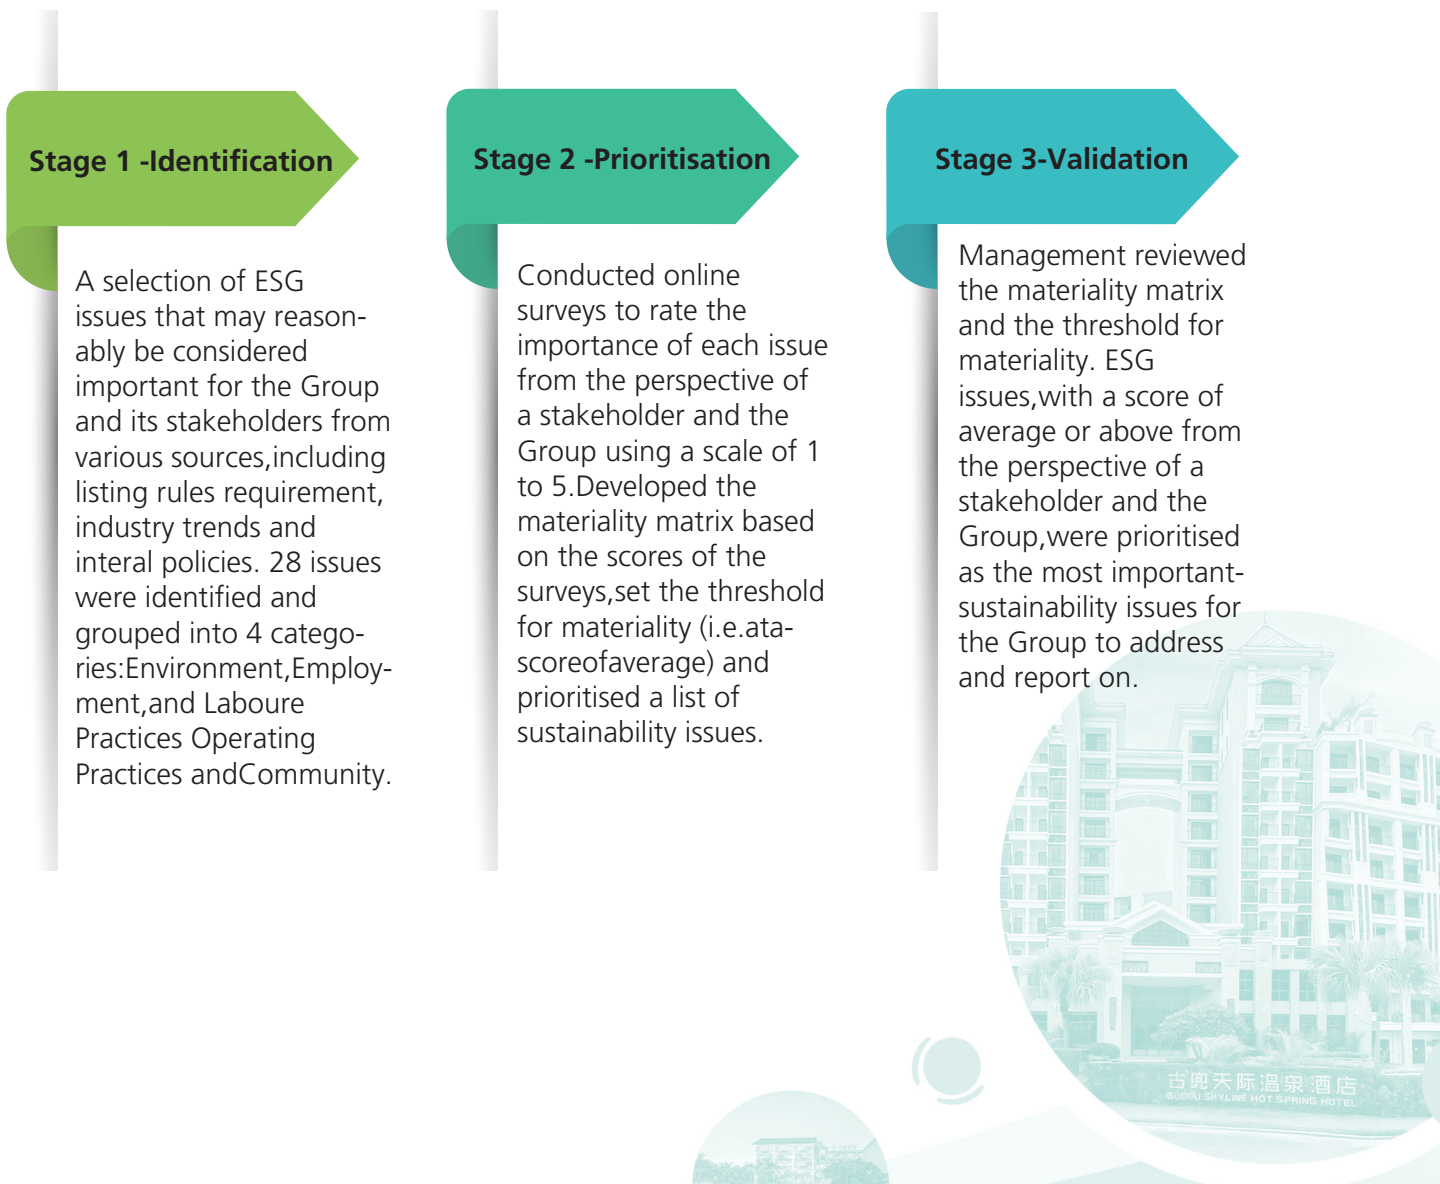 Stage 1 -Identification
A selection of ESG
issues that may reason-
ably be considered
important for the Group
and its stakeholders from
various sources,including
listing rules requirement,
industry trends and
interal policies. 28 issues
were identified and
grouped into 4 catego-
ries:Environment,Employ-
ment,and Laboure
Practices Operating
Practices andCommunity.
Stage 2 -Prioritisation
Conducted online
surveys to rate the
importance of each issue
from the perspective of
a stakeholder and the
Group using a scale of 1
to 5.Developed the
materiality matrix based
on the scores of the
surveys,set the threshold
for materiality (i.e.ata-
scoreofaverage) and
prioritised a list of
sustainability issues.
Stage 3-Validation
Management reviewed
the materiality matrix
and the threshold for
materiality. ESG
issues,with a score of
average or above from
the perspective of a
stakeholder and the
Group,were prioritised
as the most important-
sustainability issues for
the Group to address
and report on.
古兜天际温泉酒店
GUDOU SKYLINE HOT SPRING HOTEL